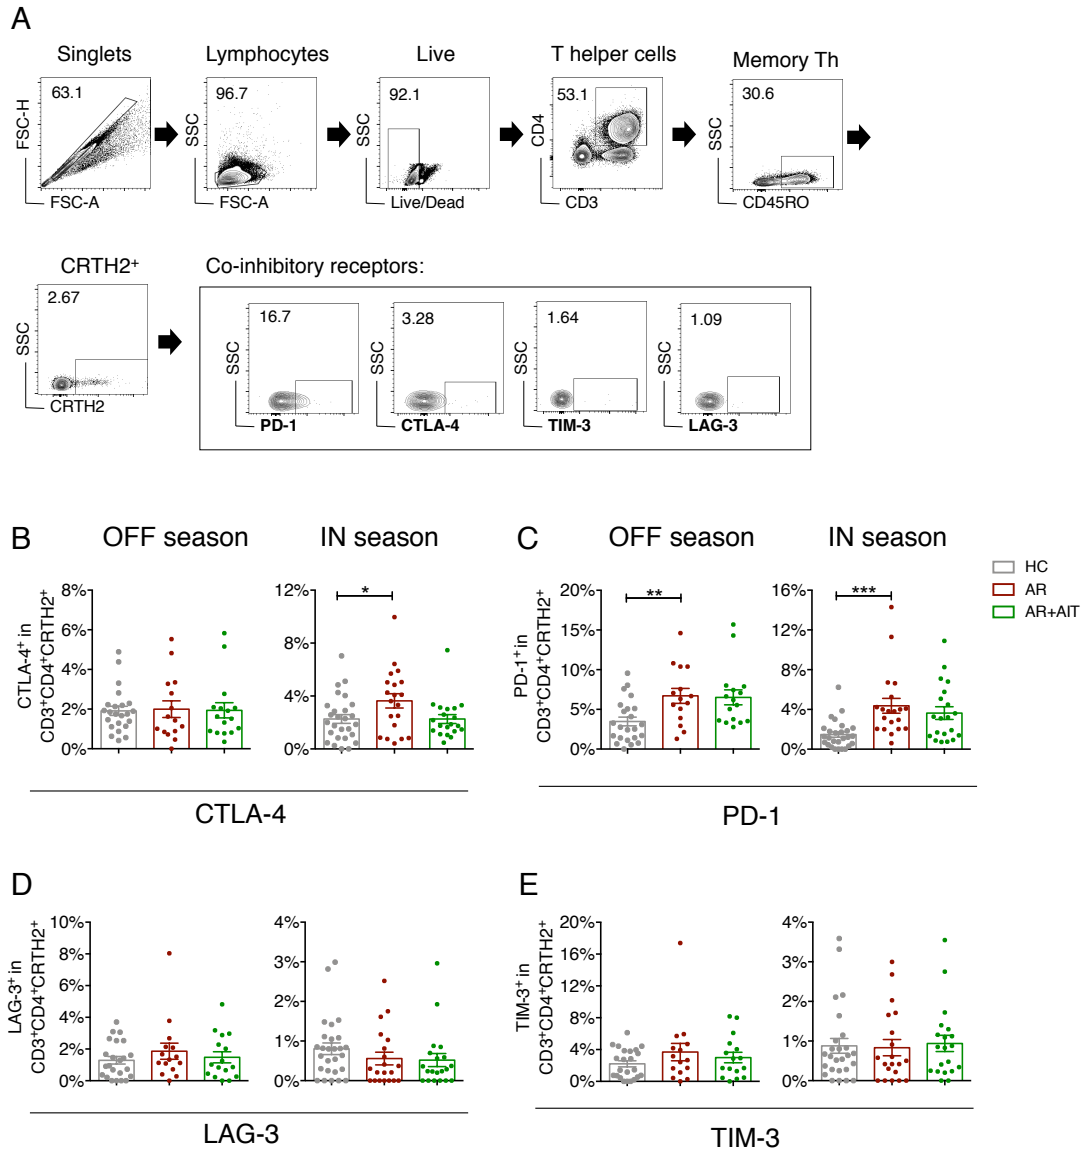 A
Singlets Lymphocytes Live T helper cells Memory Th
63.1 96.7 92.1 53.1 30.6
FSC-H SSC SSC CD4 SSC
FSC-A FSC-A Live/Dead CD3 CD45RO
CRTH2⁺ Co-inhibitory receptors:
2.67 16.7 3.28 1.64 1.09
SSC SSC SSC SSC SSC
CRTH2 PD-1 CTLA-4 TIM-3 LAG-3
B OFF season IN season C OFF season IN season
HC
AR
AR+AIT
CTLA-4⁺ in
CD3⁺CD4⁺CRTH2⁺
8%
6%
4%
2%
0%
12%
8%
4%
0%
*
CTLA-4
PD-1⁺ in
CD3⁺CD4⁺CRTH2⁺
20%
15%
10%
5%
0%
**
16%
12%
8%
4%
0%
***
PD-1
D
LAG-3⁺ in
CD3⁺CD4⁺CRTH2⁺
10%
8%
6%
4%
2%
0%
4%
3%
2%
1%
0%
LAG-3
E
TIM-3⁺ in
CD3⁺CD4⁺CRTH2⁺
20%
16%
12%
8%
4%
0%
4%
3%
2%
1%
0%
TIM-3